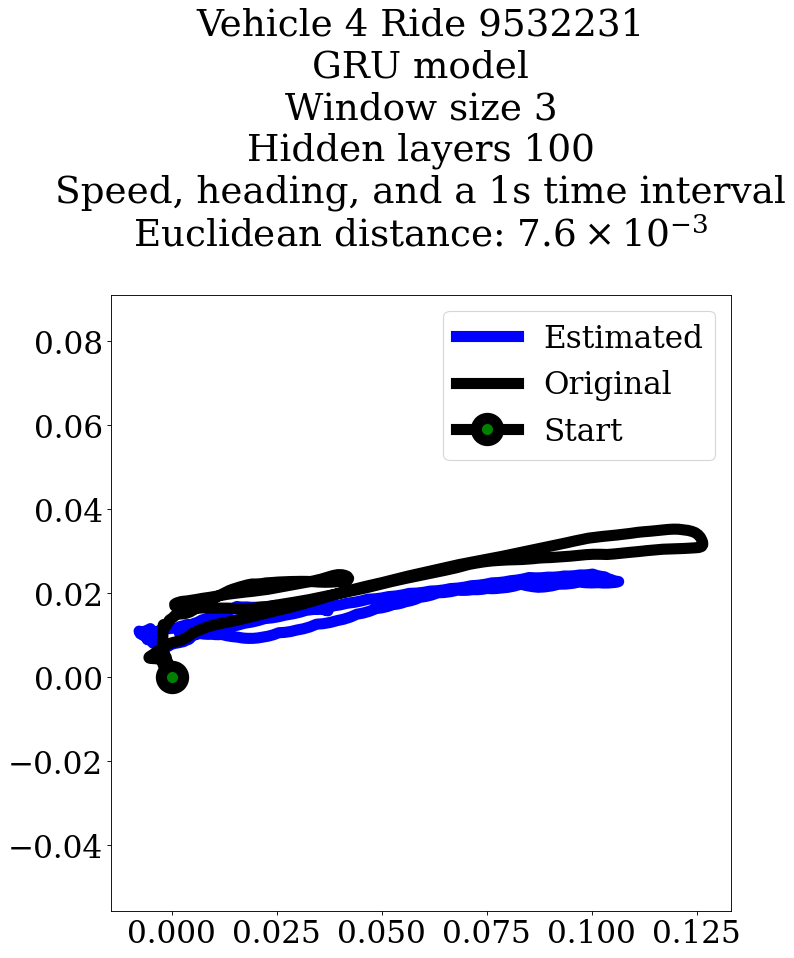 Vehicle 4 Ride 9532231
GRU model
Window size 3
Hidden layers 100
Speed, heading, and a 1s time interval
Euclidean distance: 7.6 × 10⁻³
Estimated
Original
Start
0.08
0.06
0.04
0.02
0.00
−0.02
−0.04
0.000 0.025 0.050 0.075 0.100 0.125